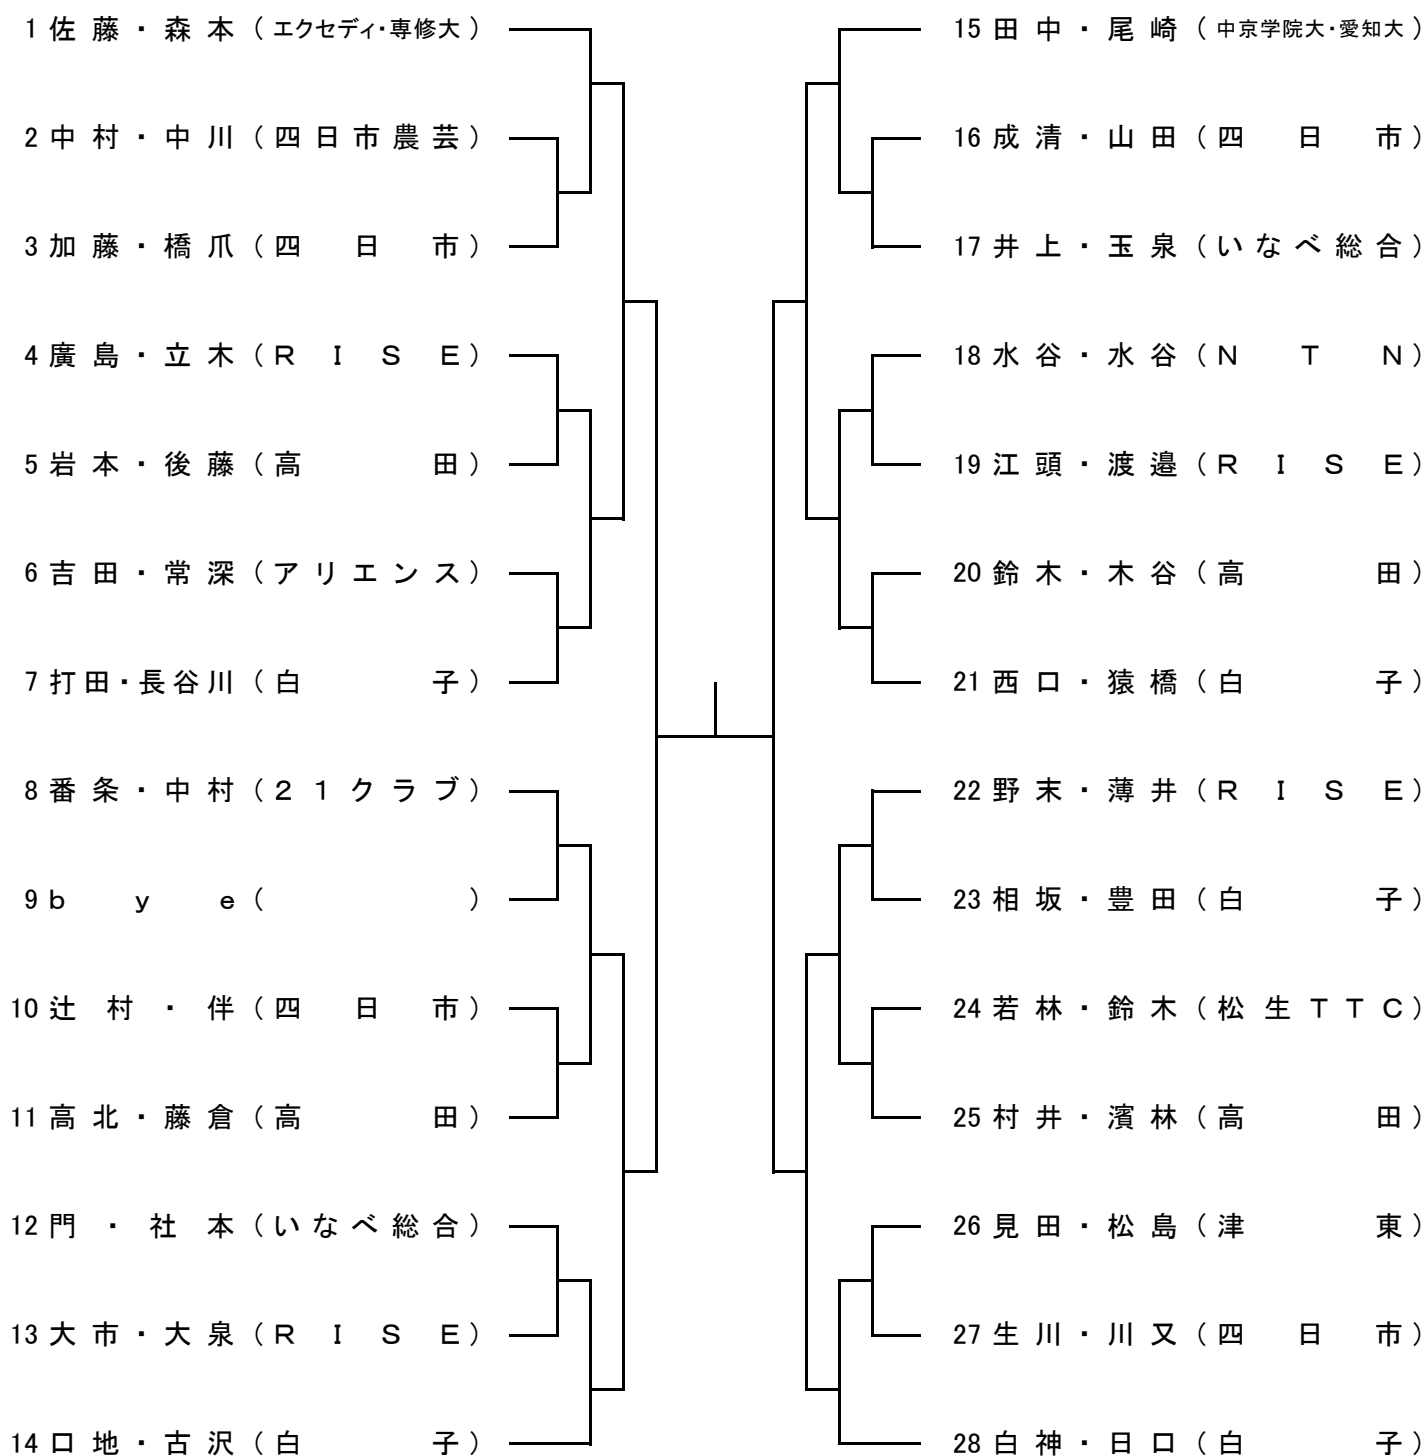 1 佐藤・森本（エクセディ・専修大）
2 中村・中川（四日市農芸）
3 加藤・橋爪（四日市）
4 廣島・立木（ＲＩＳＥ）
5 岩本・後藤（高田）
6 吉田・常深（アリエンス）
7 打田・長谷川（白子）
8 番条・中村（２１クラブ）
9 ｂｙｅ（　）
10 辻村・伴（四日市）
11 高北・藤倉（高田）
12 門・社本（いなべ総合）
13 大市・大泉（ＲＩＳＥ）
14 口地・古沢（白子）
15 田中・尾崎（中京学院大・愛知大）
16 成清・山田（四日市）
17 井上・玉泉（いなべ総合）
18 水谷・水谷（ＮＴＮ）
19 江頭・渡邉（ＲＩＳＥ）
20 鈴木・木谷（高田）
21 西口・猿橋（白子）
22 野末・薄井（ＲＩＳＥ）
23 相坂・豊田（白子）
24 若林・鈴木（松生ＴＴＣ）
25 村井・濱林（高田）
26 見田・松島（津東）
27 生川・川又（四日市）
28 白神・日口（白子）